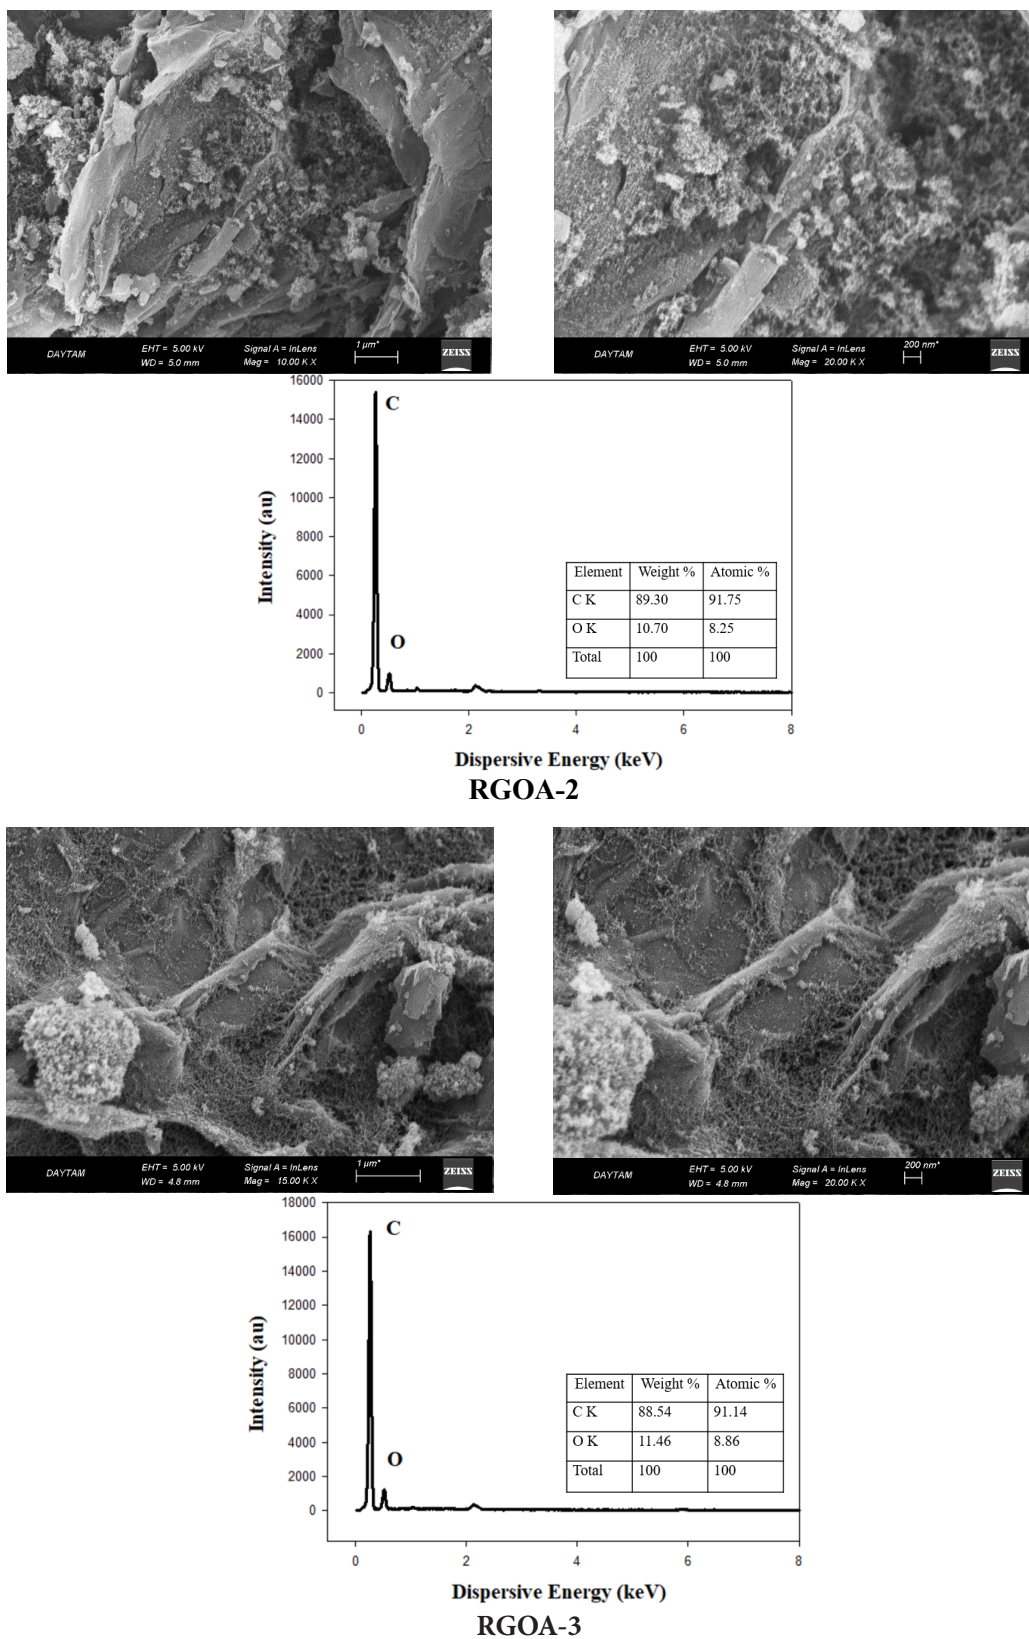 DAYTAM EHT = 5.00 kV Signal A = InLens 1 µm* ZEISS
WD = 5.0 mm Mag = 10.00 K X
DAYTAM EHT = 5.00 kV Signal A = InLens 200 nm* ZEISS
WD = 5.0 mm Mag = 20.00 K X
16000
14000
12000
10000
8000
6000
4000
2000
0
Intensity (au)
C
O
Element Weight % Atomic %
C K 89.30 91.75
O K 10.70 8.25
Total 100 100
0 2 4 6 8
Dispersive Energy (keV)
RGOA-2
DAYTAM EHT = 5.00 kV Signal A = InLens 1 µm* ZEISS
WD = 4.8 mm Mag = 15.00 K X
DAYTAM EHT = 5.00 kV Signal A = InLens 200 nm* ZEISS
WD = 4.8 mm Mag = 20.00 K X
18000
16000
14000
12000
10000
8000
6000
4000
2000
0
Intensity (au)
C
O
Element Weight % Atomic %
C K 88.54 91.14
O K 11.46 8.86
Total 100 100
0 2 4 6 8
Dispersive Energy (keV)
RGOA-3